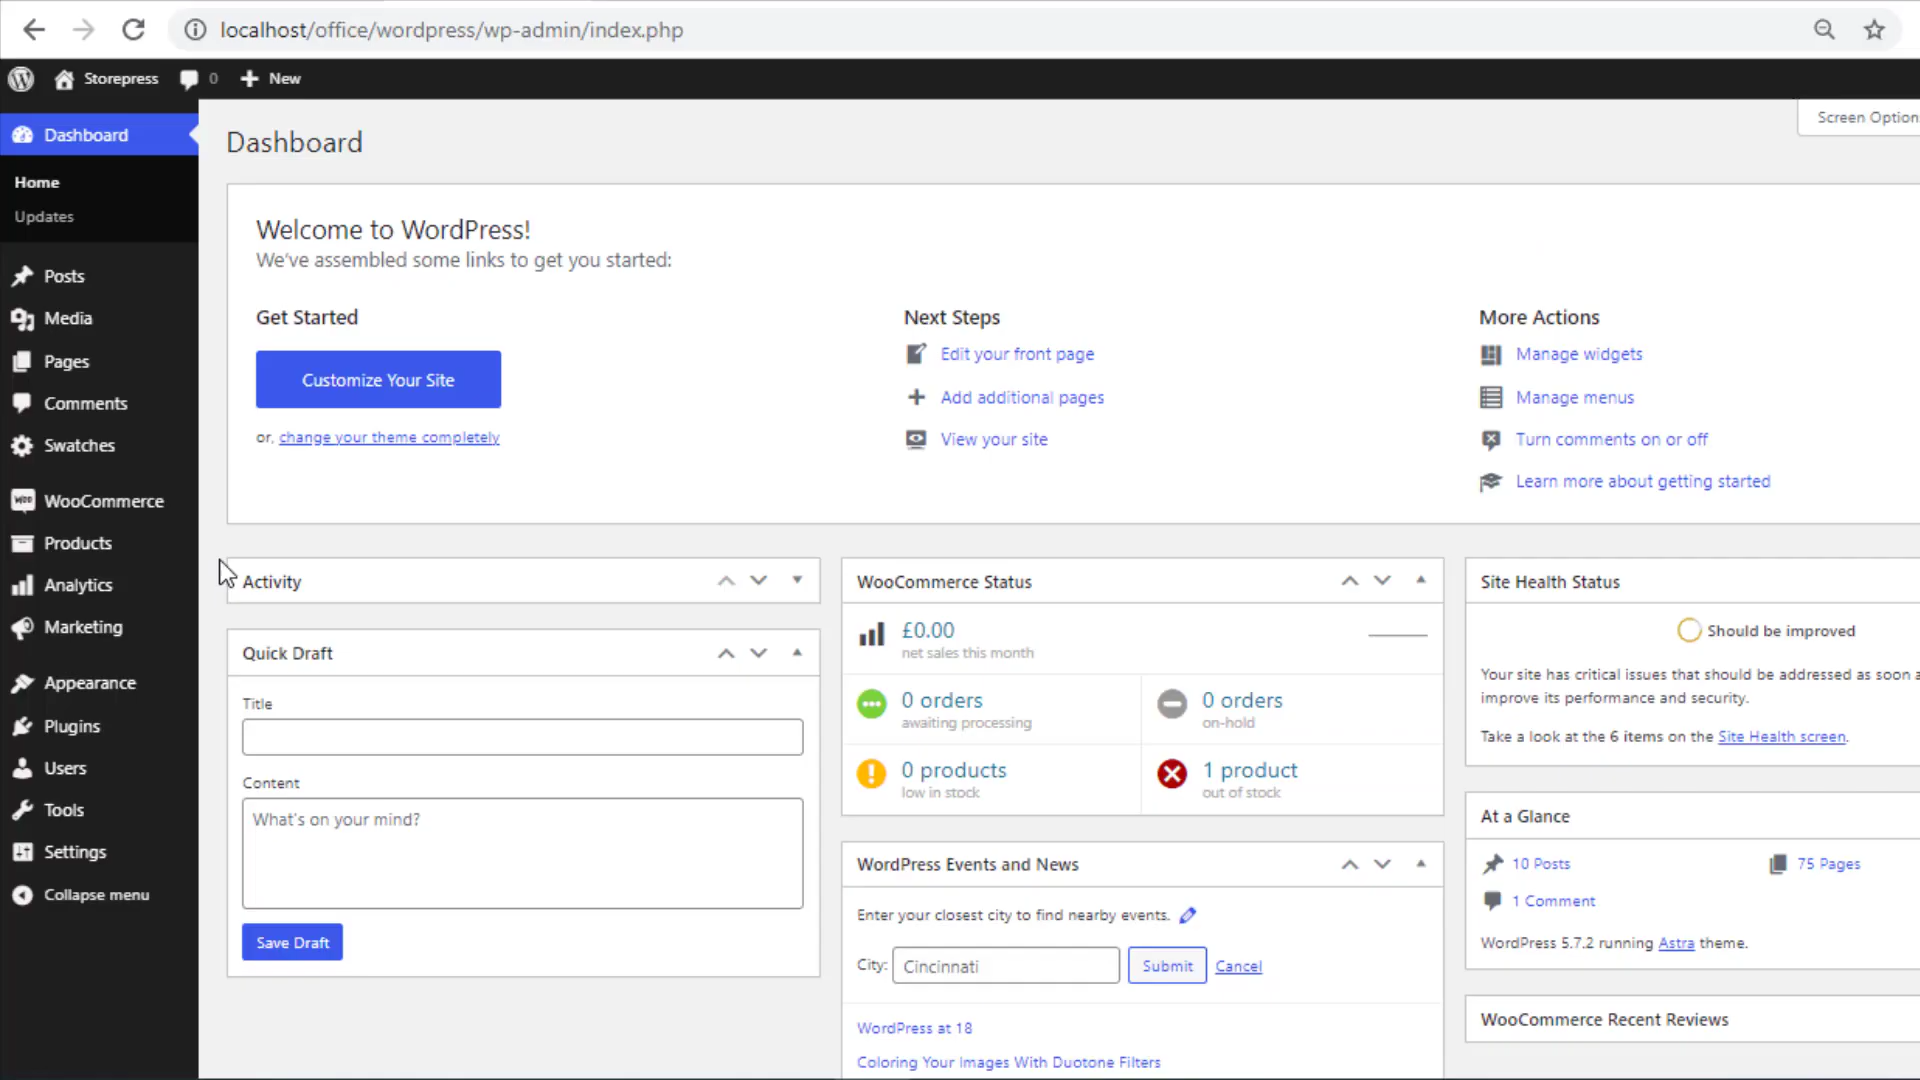 localhost/office/wordpress/wp-admin/index.php
Storepress 0 New
Dashboard
Home
Updates
Posts
Media
Pages
Comments
Swatches
WooCommerce
Products
Analytics
Marketing
Appearance
Plugins
Users
Tools
Settings
Collapse menu
Dashboard
Screen Option
Welcome to WordPress!
We've assembled some links to get you started:
Get Started
Customize Your Site
or, change your theme completely
Next Steps
Edit your front page
Add additional pages
View your site
More Actions
Manage widgets
Manage menus
Turn comments on or off
Learn more about getting started
Activity
Quick Draft
Title
Content
What's on your mind?
Save Draft
WooCommerce Status
£0.00
net sales this month
0 orders
awaiting processing
0 orders
on-hold
0 products
low in stock
1 product
out of stock
WordPress Events and News
Enter your closest city to find nearby events.
City: Cincinnati Submit Cancel
WordPress at 18
Coloring Your Images With Duotone Filters
Site Health Status
Should be improved
Your site has critical issues that should be addressed as soon a
improve its performance and security.
Take a look at the 6 items on the Site Health screen.
At a Glance
10 Posts
75 Pages
1 Comment
WordPress 5.7.2 running Astra theme.
WooCommerce Recent Reviews